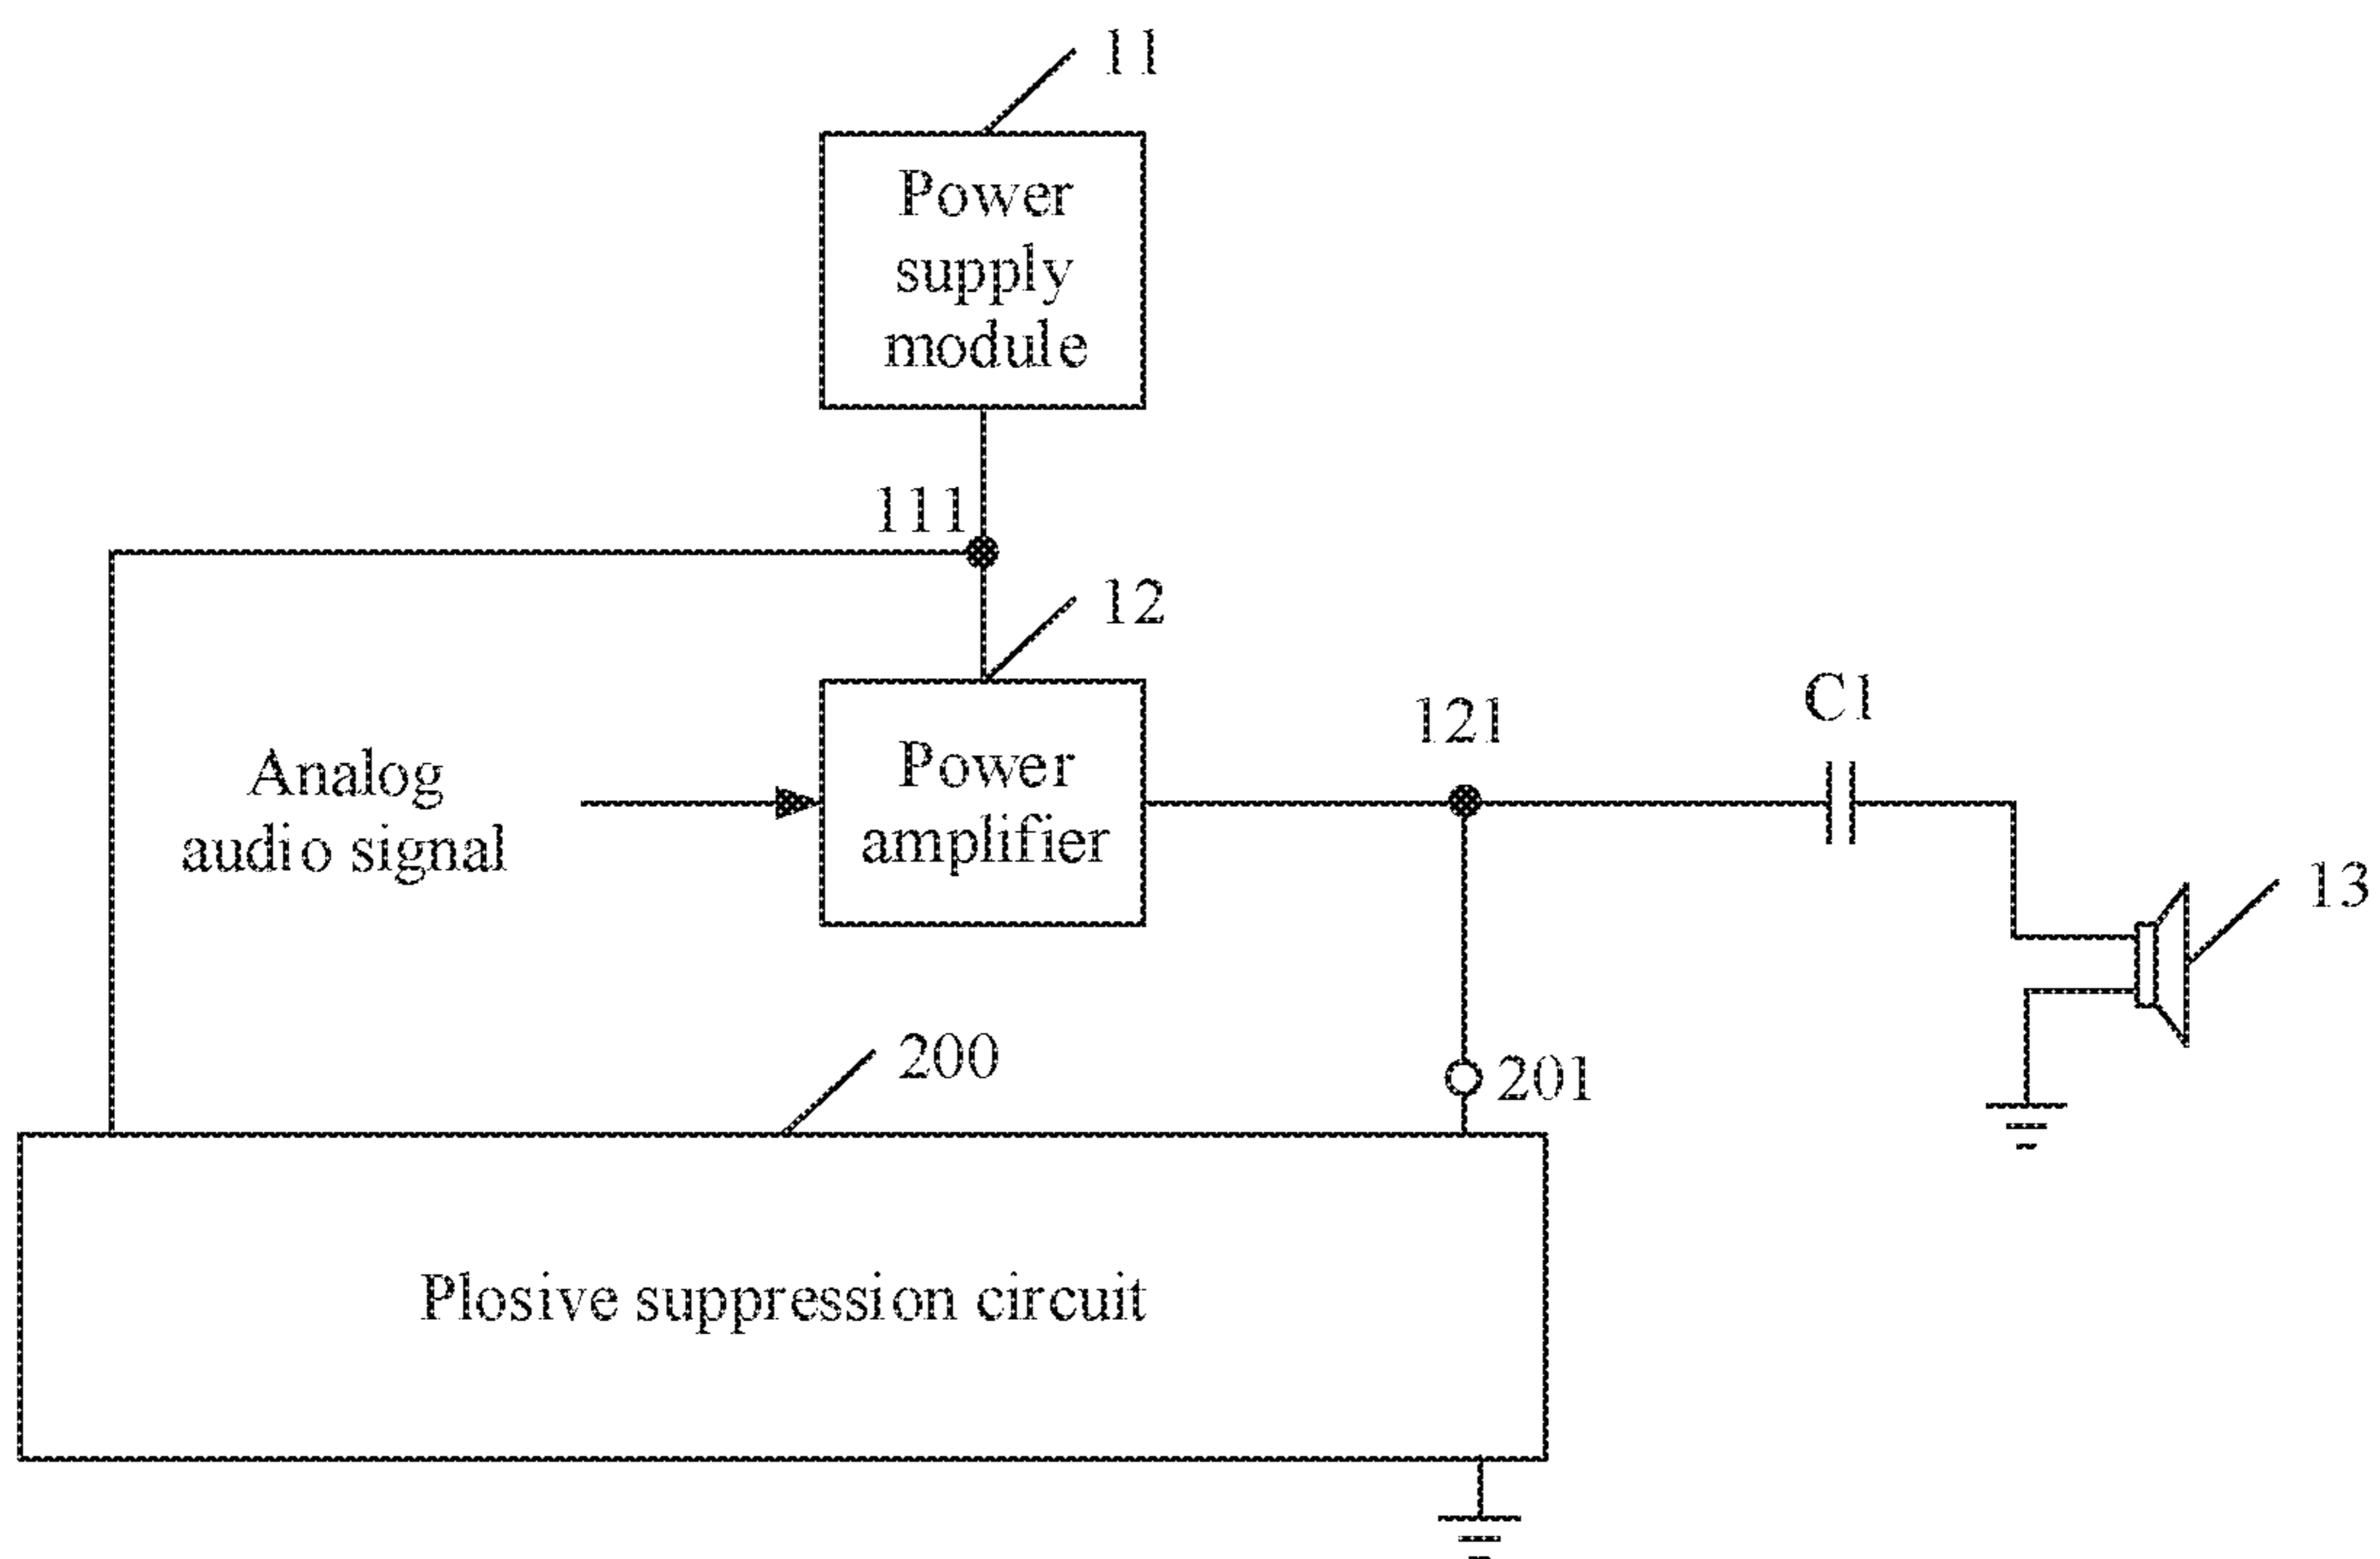 11
Power
supply
module
111
12
C1
121
Analog
audio signal
Power
amplifier
13
200
201
Plosive suppression circuit